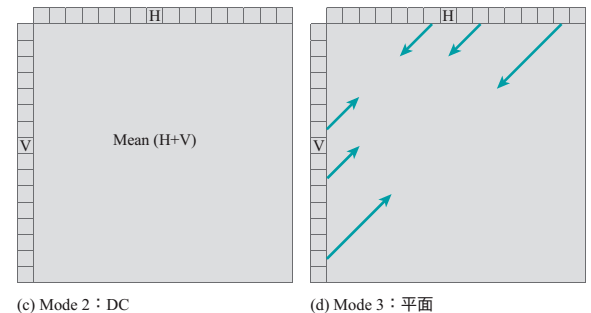 H
V
Mean (H+V)
(c) Mode 2：DC
H
V
(d) Mode 3：平面